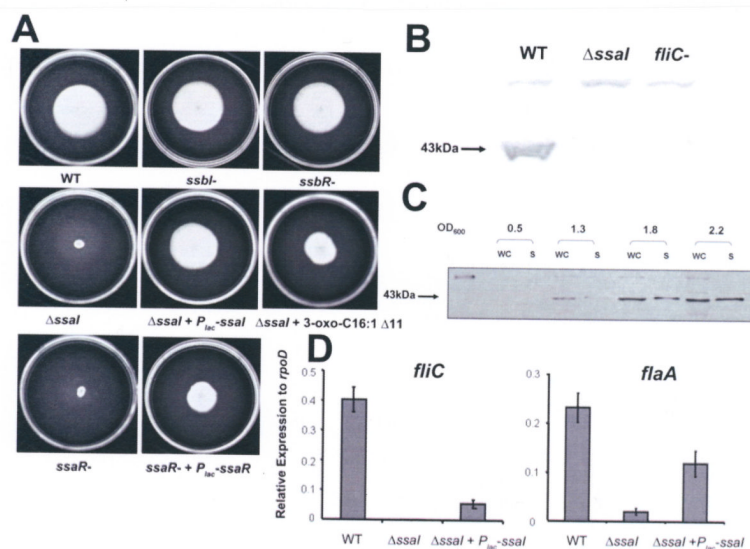 A
WT
ssbI-
ssbR-
ΔssaI
ΔssaI + Plac-ssaI
ΔssaI + 3-oxo-C16:1 Δ11
ssaR-
ssaR- + Plac-ssaR
B
WT
ΔssaI
fliC-
43kDa
C
OD600
0.5
1.3
1.8
2.2
WC
S
WC
S
WC
S
WC
S
43kDa
D
fliC
Relative Expression to rpoD
0.5
0.4
0.3
0.2
0.1
0
WT
ΔssaI
ΔssaI + Plac-ssaI
flaA
0.3
0.2
0.1
0
WT
ΔssaI
ΔssaI +Plac-ssaI